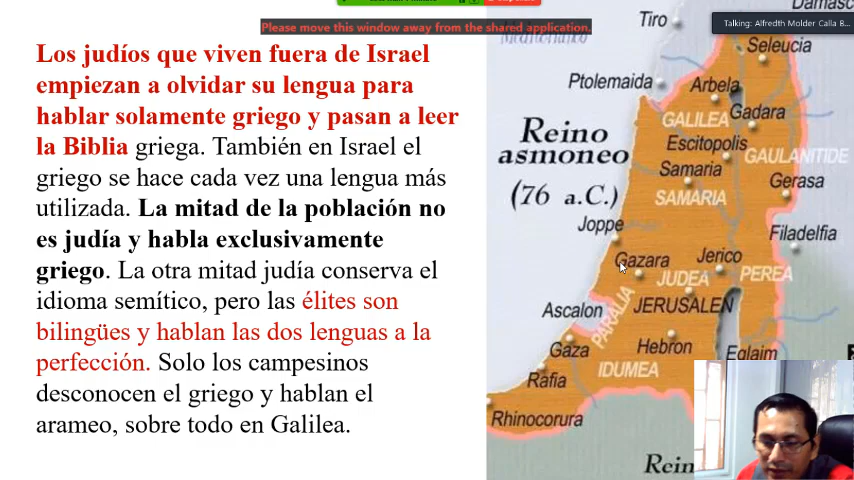 Please move this window away from the shared application.
Talking: Alfredth Molder Calla B...
Los judíos que viven fuera de Israel
empiezan a olvidar su lengua para
hablar solamente griego y pasan a leer
la Biblia griega. También en Israel el
griego se hace cada vez una lengua más
utilizada. La mitad de la población no
es judía y habla exclusivamente
griego. La otra mitad judía conserva el
idioma semítico, pero las élites son
bilingües y hablan las dos lenguas a la
perfección. Solo los campesinos
desconocen el griego y hablan el
arameo, sobre todo en Galilea.
Tiro
Seleucia
Ptolemaida
Arbela
GALILEA
Gadara
Reino
asmoneo
(76 a.C.)
Escitopolis
GAULANITIDE
Samaria
SAMARIA
Gerasa
Joppe
Filadelfia
Gazara
Jerico
JUDEA
PEREA
Ascalon
PARALIA
JERUSALEN
Gaza
Hebron
Eglaim
Rafia
IDUMEA
Rhinocorura